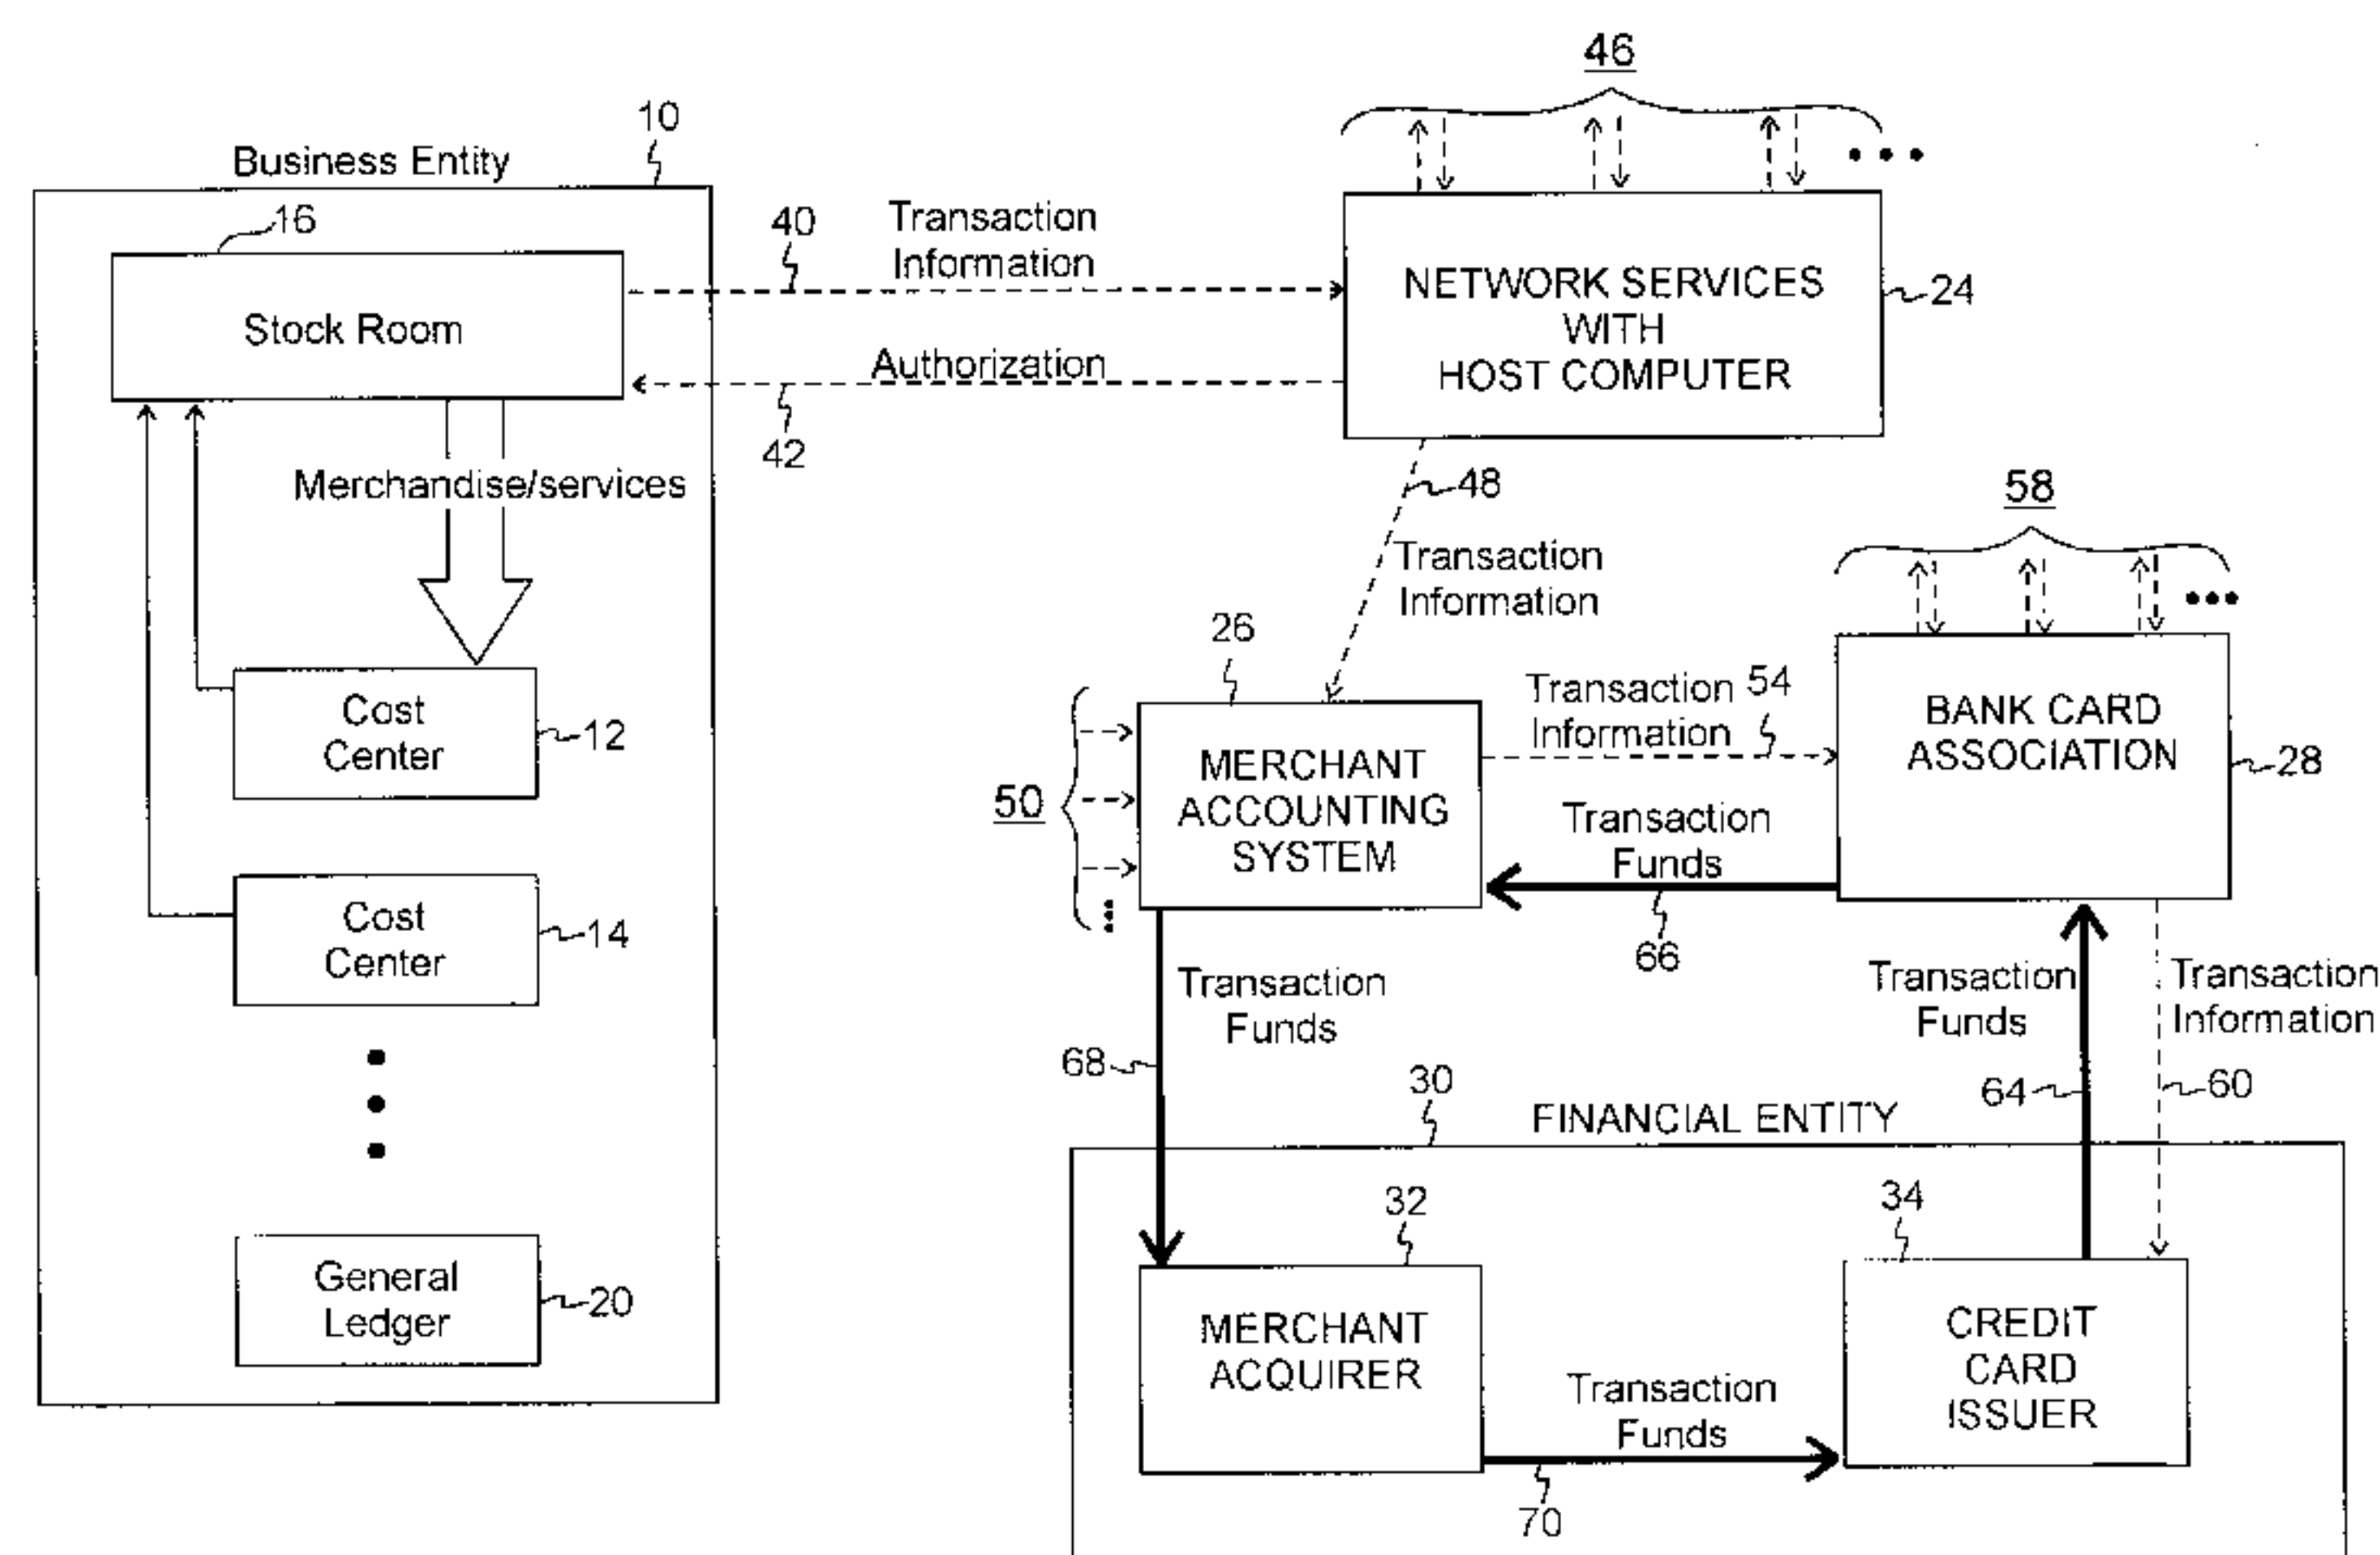 46
10
Business Entity
16
Stock Room
40
Transaction
Information
Authorization
42
NETWORK SERVICES
WITH
HOST COMPUTER
24
Merchandise/services
48
Transaction
Information
58
Cost
Center
12
26
50
MERCHANT
ACCOUNTING
SYSTEM
Transaction 54
Information
BANK CARD
ASSOCIATION
28
Transaction
Funds
66
Cost
Center
14
Transaction
Funds
68
Transaction
Funds
64
Transaction
Information
60
30
FINANCIAL ENTITY
General
Ledger
20
32
MERCHANT
ACQUIRER
34
CREDIT
CARD
ISSUER
Transaction
Funds
70